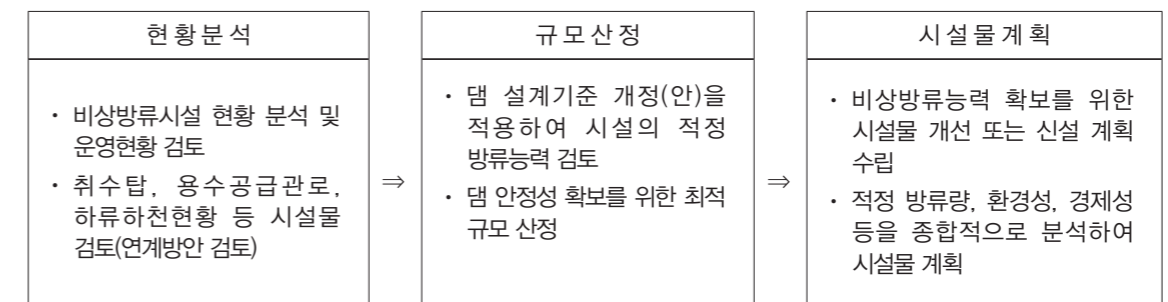 현황분석
· 비상방류시설 현황 분석 및
운영현황 검토
· 취수탑, 용수공급관로,
하류하천현황 등 시설물
검토(연계방안 검토)
⇒
규모산정
· 댐 설계기준 개정(안)을
적용하여 시설의 적정
방류능력 검토
· 댐 안정성 확보를 위한 최적
규모 산정
⇒
시설물계획
· 비상방류능력 확보를 위한
시설물 개선 또는 신설 계획
수립
· 적정 방류량, 환경성, 경제성
등을 종합적으로 분석하여
시설물 계획